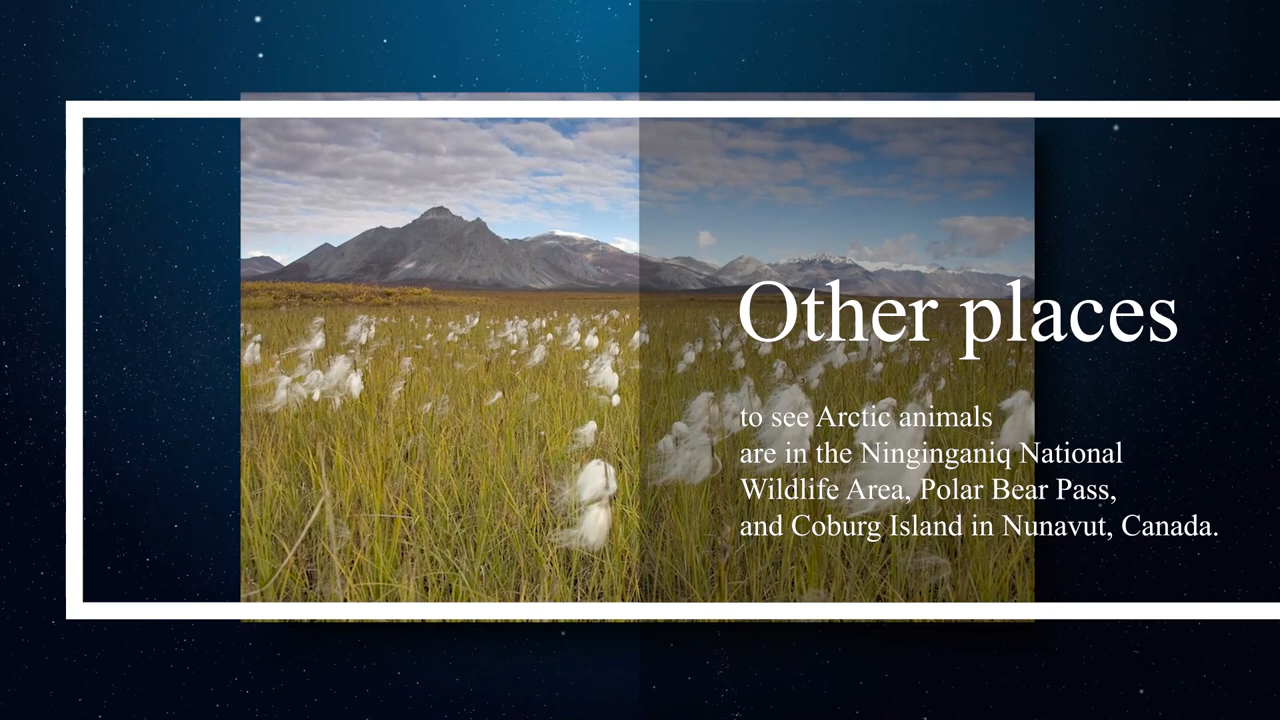 Other places
to see Arctic animals
are in the Ninginganiq National
Wildlife Area, Polar Bear Pass,
and Coburg Island in Nunavut, Canada.